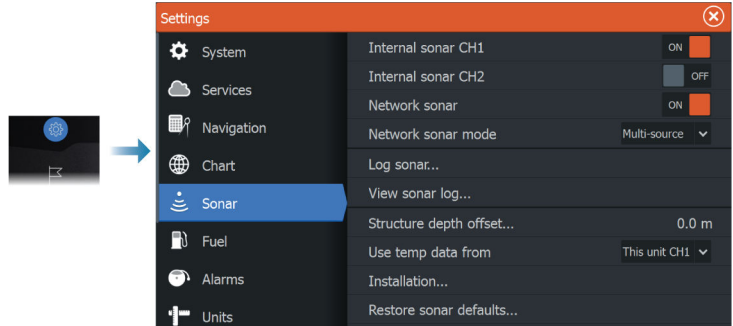 Settings
System
Services
Navigation
Chart
Sonar
Fuel
Alarms
Units
Internal sonar CH1 ON
Internal sonar CH2 OFF
Network sonar ON
Network sonar mode Multi-source
Log sonar...
View sonar log...
Structure depth offset... 0.0 m
Use temp data from This unit CH1
Installation...
Restore sonar defaults...